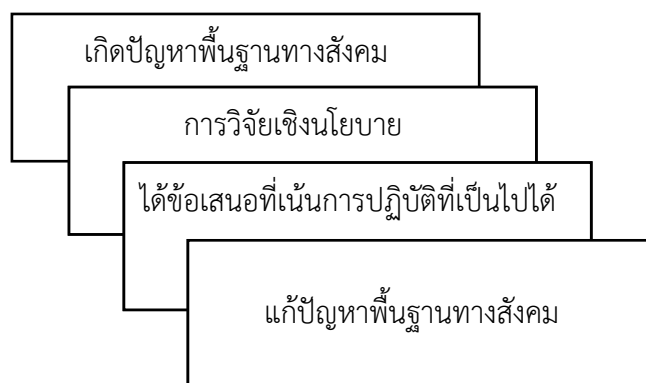 เกิดปัญหาพื้นฐานทางสังคม
การวิจัยเชิงนโยบาย
ได้ข้อเสนอที่เน้นการปฏิบัติที่เป็นไปได้
แก้ปัญหาพื้นฐานทางสังคม